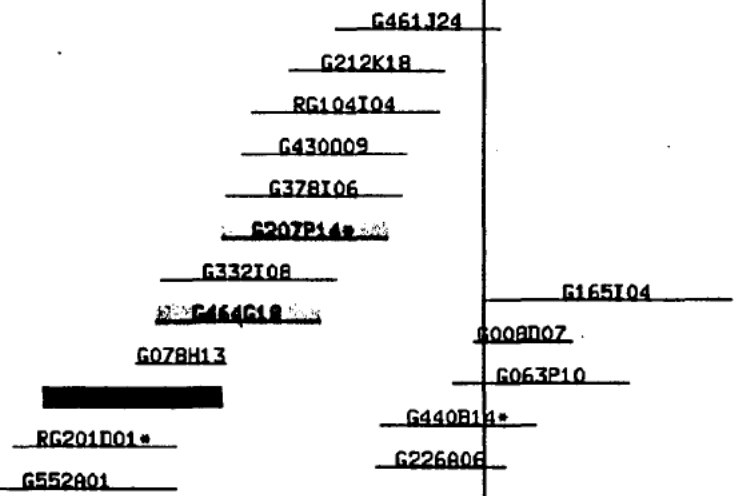 G461J24
G212K18
RG104I04
G430O09
G378I06
G207P14*
G332I08
G165I04
G464G18
G008D07
G078H13
G063P10
G440B14*
RG201D01*
G226A06
G552A01